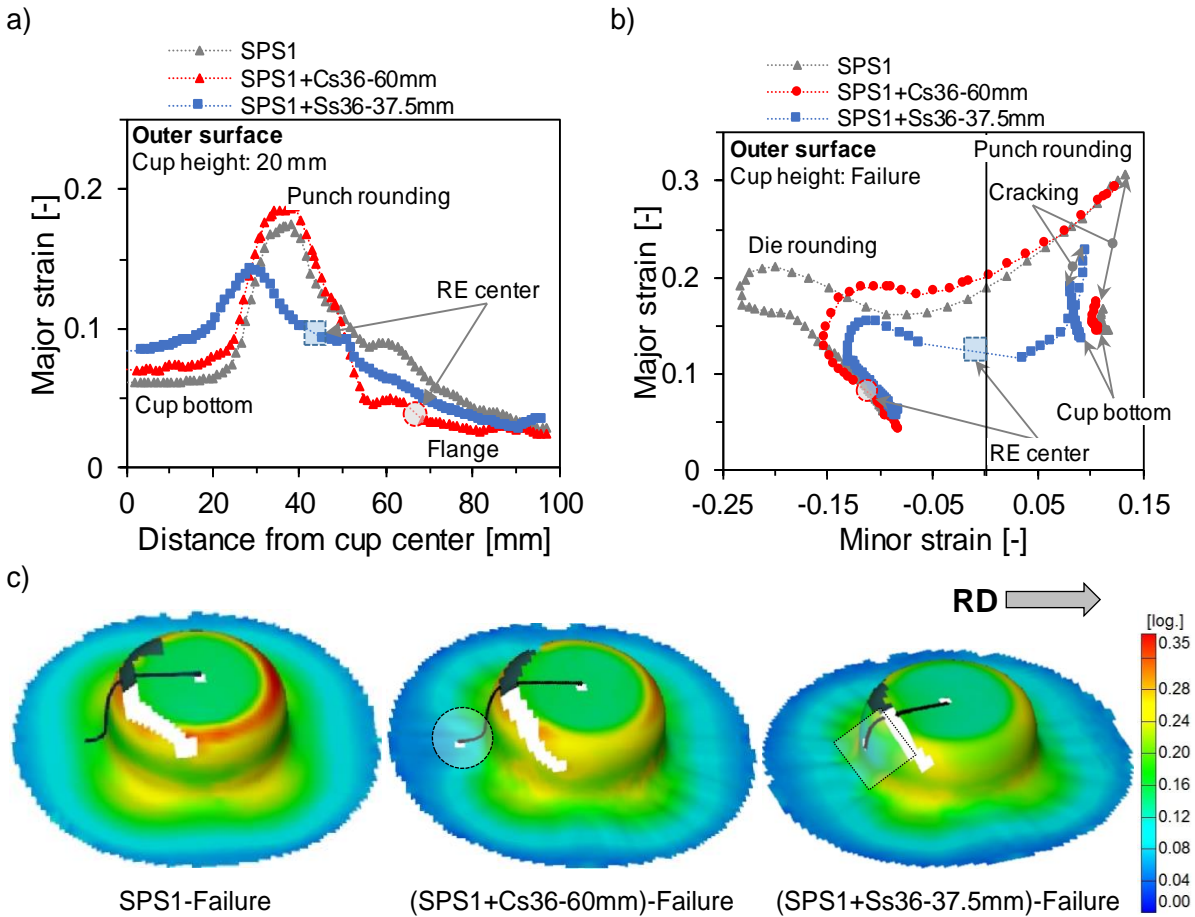 a)
SPS1
SPS1+Cs36-60mm
SPS1+Ss36-37.5mm
Outer surface
Cup height: 20 mm
Punch rounding
RE center
Cup bottom
Flange
Major strain [-]
0.2
0.1
0
0
20
40
60
80
100
Distance from cup center [mm]
b)
SPS1
SPS1+Cs36-60mm
SPS1+Ss36-37.5mm
Outer surface
Cup height: Failure
Punch rounding
Cracking
Die rounding
Cup bottom
RE center
Major strain [-]
0.3
0.2
0.1
0
-0.25
-0.15
-0.05
0.05
0.15
Minor strain [-]
c)
RD
[log.]
0.35
0.28
0.24
0.20
0.16
0.12
0.08
0.04
0.00
SPS1-Failure
(SPS1+Cs36-60mm)-Failure
(SPS1+Ss36-37.5mm)-Failure